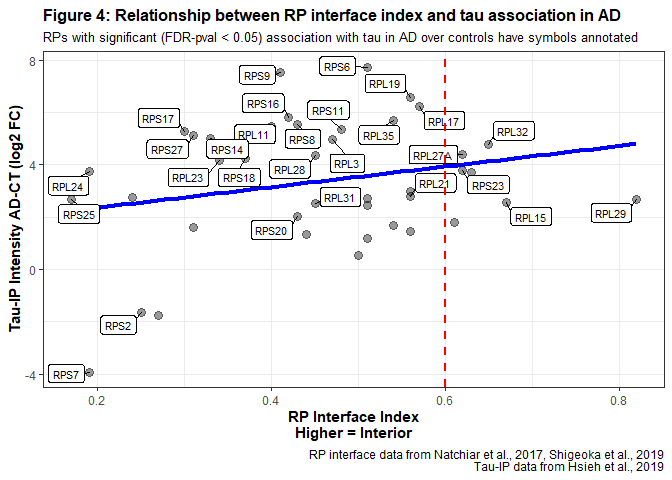 Figure 4: Relationship between RP interface index and tau association in AD
RPs with significant (FDR-pval < 0.05) association with tau in AD over controls have symbols annotated
Tau-IP Intensity AD-CT (log2 FC)
8
4
0
-4
RPS6
RPS9
RPL19
RPS16
RPS11
RPS17
RPL17
RPL32
RPL11
RPS8
RPL35
RPS27
RPS14
RPL27A
RPL3
RPL28
RPL23
RPS18
RPL21
RPS23
RPL24
RPL31
RPS25
RPL15
RPL29
RPS20
RPS2
RPS7
0.2
0.4
0.6
0.8
RP Interface Index
Higher = Interior
RP interface data from Natchiar et al., 2017, Shigeoka et al., 2019
Tau-IP data from Hsieh et al., 2019